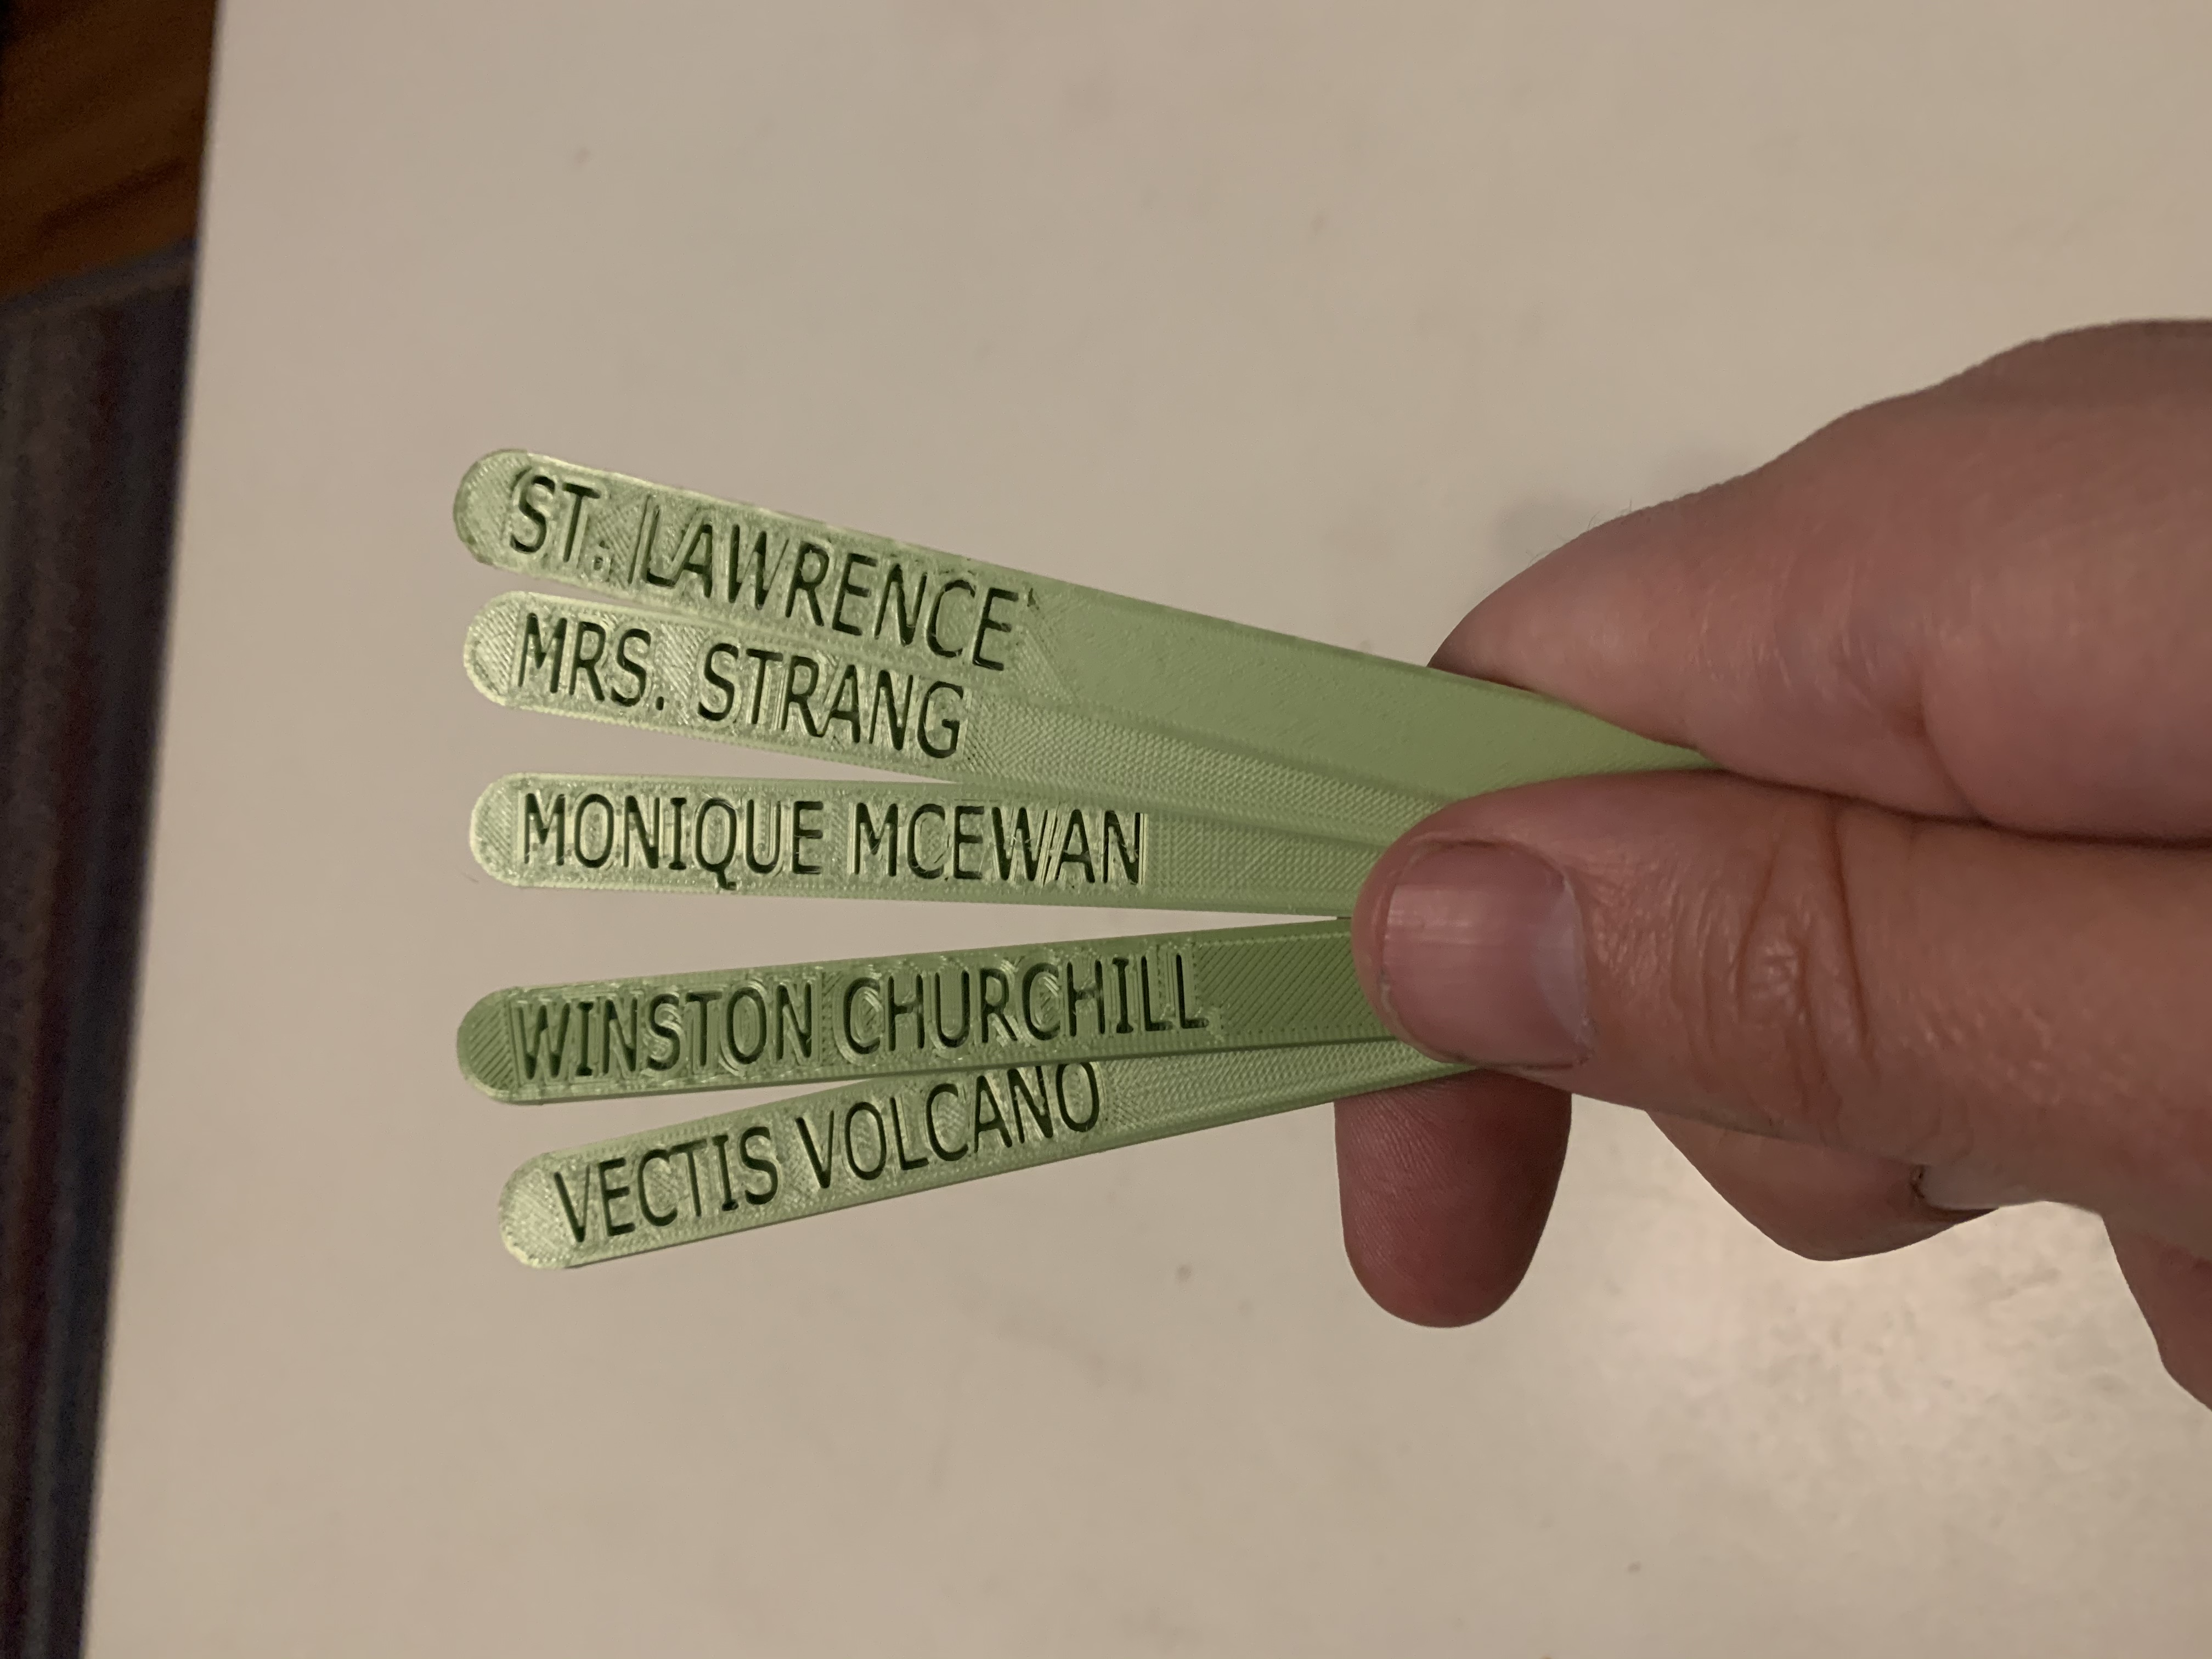 ST. LAWRENCE
MRS. STRANG
MONIQUE MCEWAN
WINSTON CHURCHILL
VECTIS VOLCANO